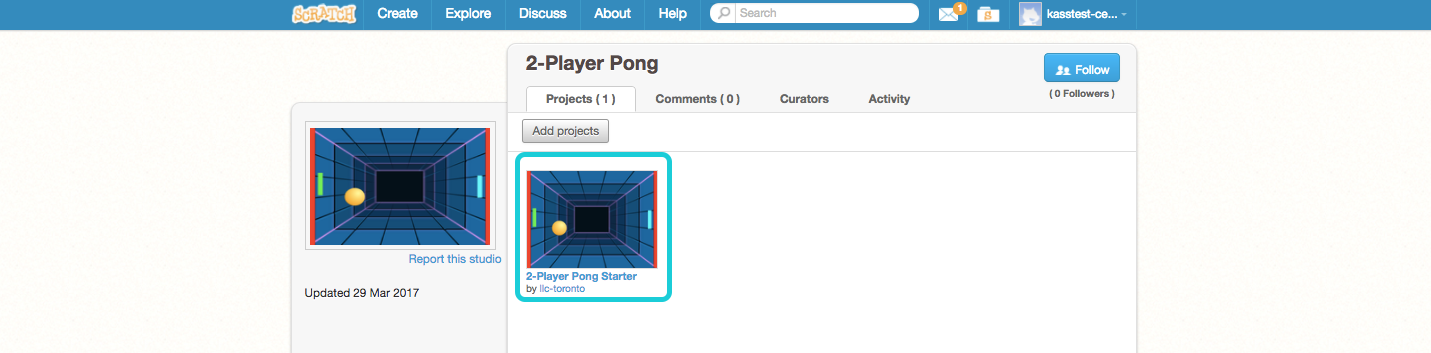 SCRATCH Create Explore Discuss About Help Search 1 S kasstest-ce...
2-Player Pong
Follow
( 0 Followers )
Projects ( 1 ) Comments ( 0 ) Curators Activity
Add projects
Report this studio
Updated 29 Mar 2017
2-Player Pong Starter
by llc-toronto